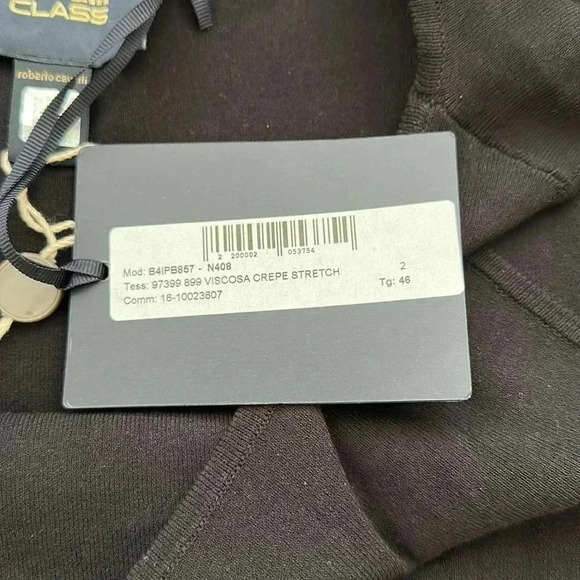 CLASS
roberto cavalli
2 200002 053754
Mod: B4IPB857 - N408
Tess: 97399 899 VISCOSA CREPE STRETCH 2
Comm: 16-10023607 Tg: 46